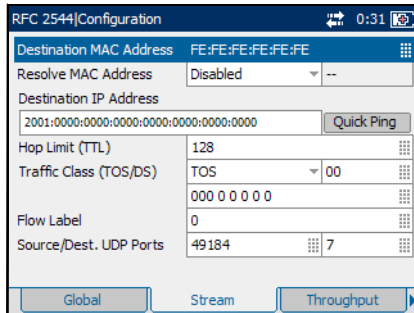 RFC 2544|Configuration 0:31
Destination MAC Address FE:FE:FE:FE:FE:FE
Resolve MAC Address Disabled --
Destination IP Address
2001:0000:0000:0000:0000:0000:0000:0000 Quick Ping
Hop Limit (TTL) 128
Traffic Class (TOS/DS) TOS 00
000 0 0 0 0 0
Flow Label 0
Source/Dest. UDP Ports 49184 7
Global Stream Throughput